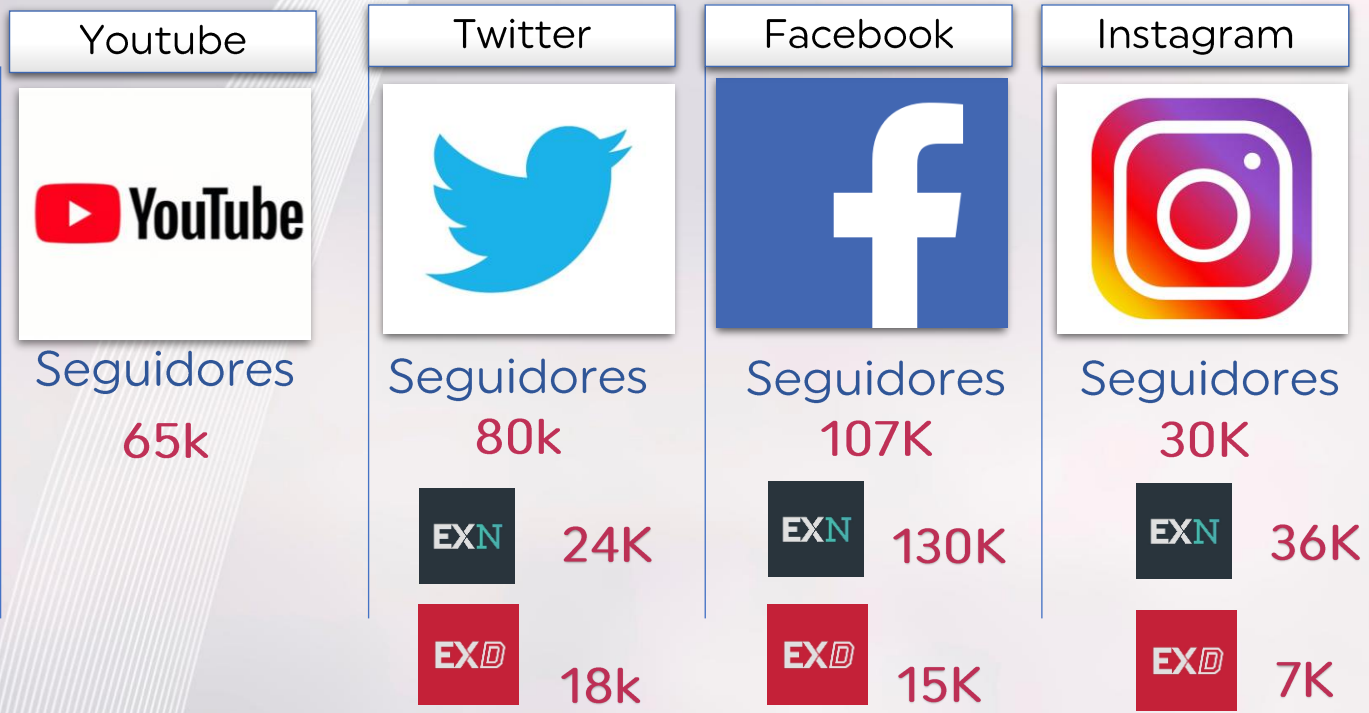 Youtube
YouTube
Seguidores
65k
Twitter
Seguidores
80k
EXN 24K
EXD 18k
Facebook
Seguidores
107K
EXN 130K
EXD 15K
Instagram
Seguidores
30K
EXN 36K
EXD 7K